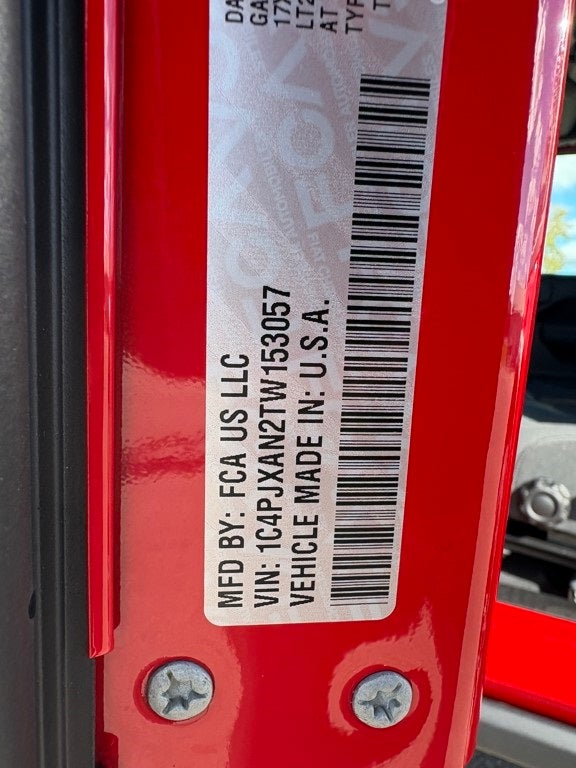 MFD BY: FCA US LLC
VIN: 1C4PJXAN2TW153057
VEHICLE MADE IN: U.S.A.